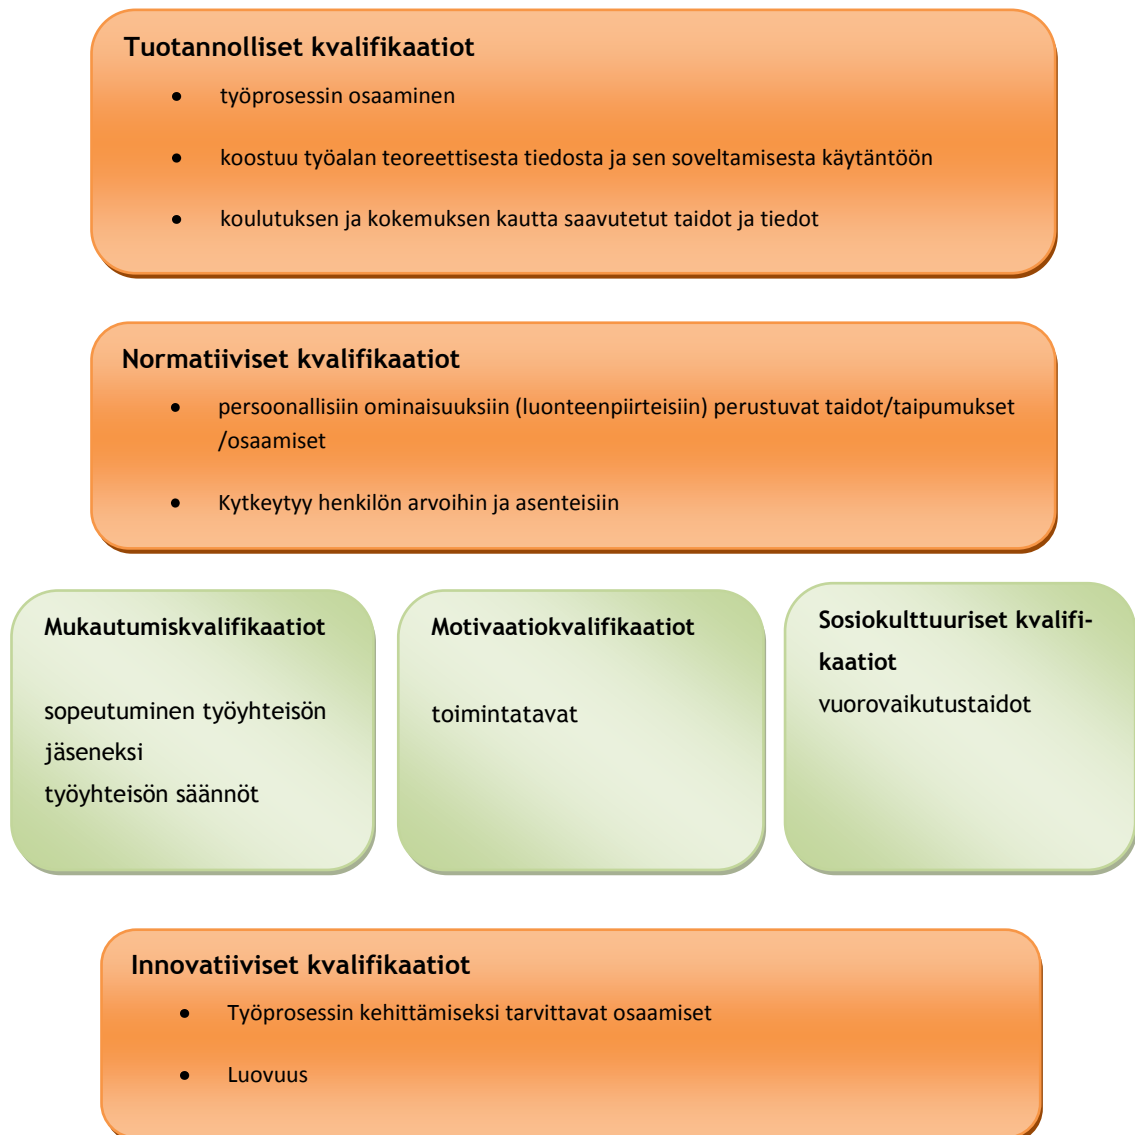 Tuotannolliset kvalifikaatiot
• työprosessin osaaminen
• koostuu työalan teoreettisesta tiedosta ja sen soveltamisesta käytäntöön
• koulutuksen ja kokemuksen kautta saavutetut taidot ja tiedot
Normatiiviset kvalifikaatiot
• persoonallisiin ominaisuuksiin (luonteenpiirteisiin) perustuvat taidot/taipumukset
/osaamiset
• Kytkeytyy henkilön arvoihin ja asenteisiin
Mukautumiskvalifikaatiot
sopeutuminen työyhteisön
jäseneksi
työyhteisön säännöt
Motivaatiokvalifikaatiot
toimintatavat
Sosiokulttuuriset kvalifi-
kaatiot
vuorovaikutustaidot
Innovatiiviset kvalifikaatiot
• Työprosessin kehittämiseksi tarvittavat osaamiset
• Luovuus